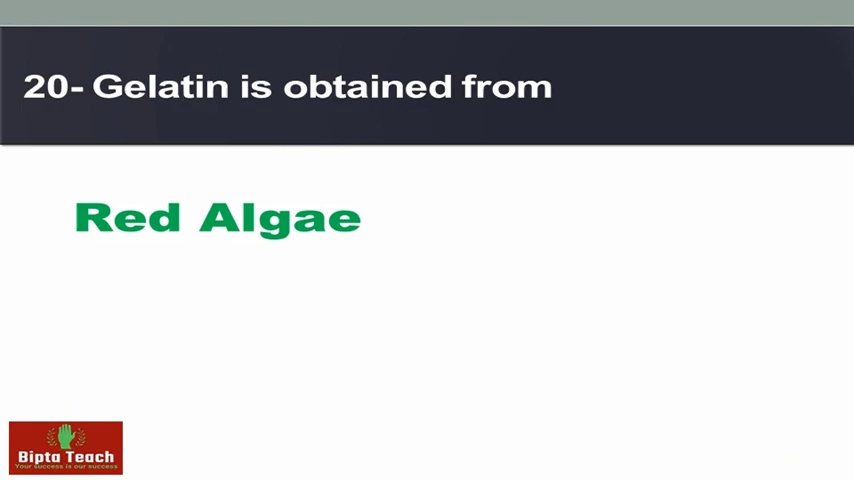 20- Gelatin is obtained from
Red Algae
Bipta Teach
Your success is our success